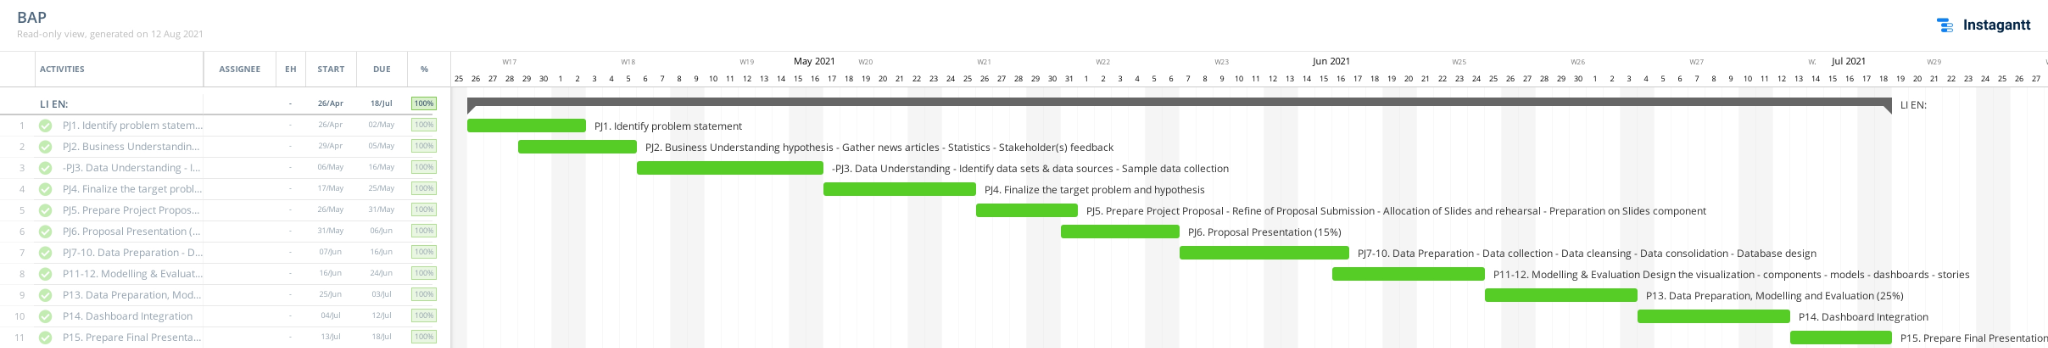 BAP
Read-only view, generated on 12 Aug 2021
Instagantt
ACTIVITIES ASSIGNEE EH START DUE %
W17 W18 W19 May 2021 W20 W21 W22 W23 Jun 2021 W25 W26 W27 W. Jul 2021 W29
25 26 27 28 29 30 1 2 3 4 5 6 7 8 9 10 11 12 13 14 15 16 17 18 19 20 21 22 23 24 25 26 27 28 29 30 31 1 2 3 4 5 6 7 8 9 10 11 12 13 14 15 16 17 18 19 20 21 22 23 24 25 26 27 28 29 30 1 2 3 4 5 6 7 8 9 10 11 12 13 14 15 16 17 18 19 20 21 22 23 24 25 26 27
LI EN: - 26/Apr 18/Jul 100% LI EN:
1 PJ1. Identify problem statem... - 26/Apr 02/May 100% PJ1. Identify problem statement
2 PJ2. Business Understandin... - 29/Apr 05/May 100% PJ2. Business Understanding hypothesis - Gather news articles - Statistics - Stakeholder(s) feedback
3 -PJ3. Data Understanding - I... - 06/May 16/May 100% -PJ3. Data Understanding - Identify data sets & data sources - Sample data collection
4 PJ4. Finalize the target probl... - 17/May 25/May 100% PJ4. Finalize the target problem and hypothesis
5 PJ5. Prepare Project Propos... - 26/May 31/May 100% PJ5. Prepare Project Proposal - Refine of Proposal Submission - Allocation of Slides and rehearsal - Preparation on Slides component
6 PJ6. Proposal Presentation (... - 31/May 06/Jun 100% PJ6. Proposal Presentation (15%)
7 PJ7-10. Data Preparation - D... - 07/Jun 16/Jun 100% PJ7-10. Data Preparation - Data collection - Data cleansing - Data consolidation - Database design
8 P11-12. Modelling & Evaluat... - 16/Jun 24/Jun 100% P11-12. Modelling & Evaluation Design the visualization - components - models - dashboards - stories
9 P13. Data Preparation, Mod... - 25/Jun 03/Jul 100% P13. Data Preparation, Modelling and Evaluation (25%)
10 P14. Dashboard Integration - 04/Jul 12/Jul 100% P14. Dashboard Integration
11 P15. Prepare Final Presenta... - 13/Jul 18/Jul 100% P15. Prepare Final Presentation